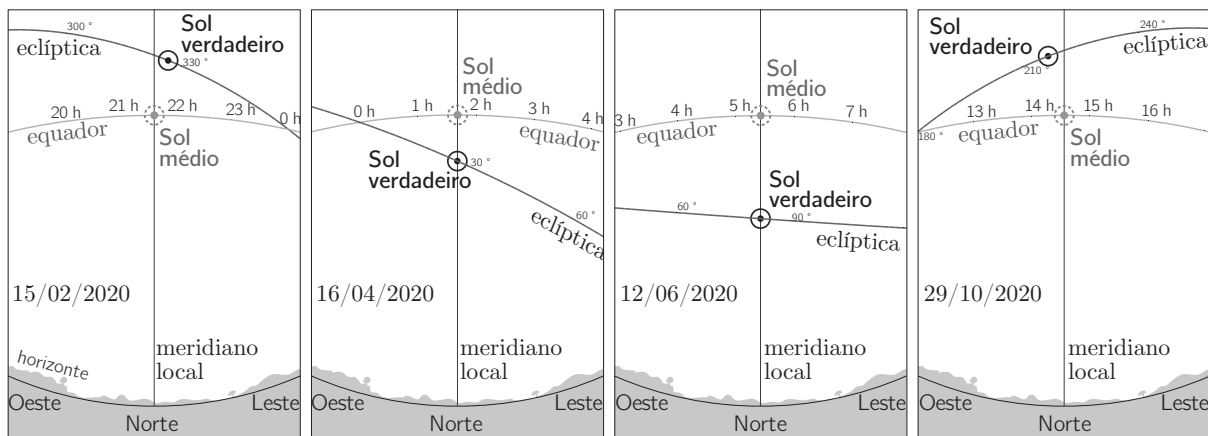 300 °
Sol
verdadeiro
eclíptica
330 °
20 h
21 h
22 h
23 h
0 h
equador
Sol
médio
15/02/2020
horizonte
meridiano
local
Oeste
Leste
Norte
Sol
médio
0 h
1 h
2 h
3 h
4 h
equador
Sol
verdadeiro
30 °
60 °
eclíptica
16/04/2020
meridiano
local
Oeste
Leste
Norte
Sol
médio
3 h
4 h
5 h
6 h
7 h
equador
Sol
verdadeiro
60 °
90 °
eclíptica
12/06/2020
meridiano
local
Oeste
Leste
Norte
Sol
verdadeiro
240 °
eclíptica
210 °
13 h
14 h
15 h
16 h
180 °
equador
Sol
médio
29/10/2020
meridiano
local
Oeste
Leste
Norte